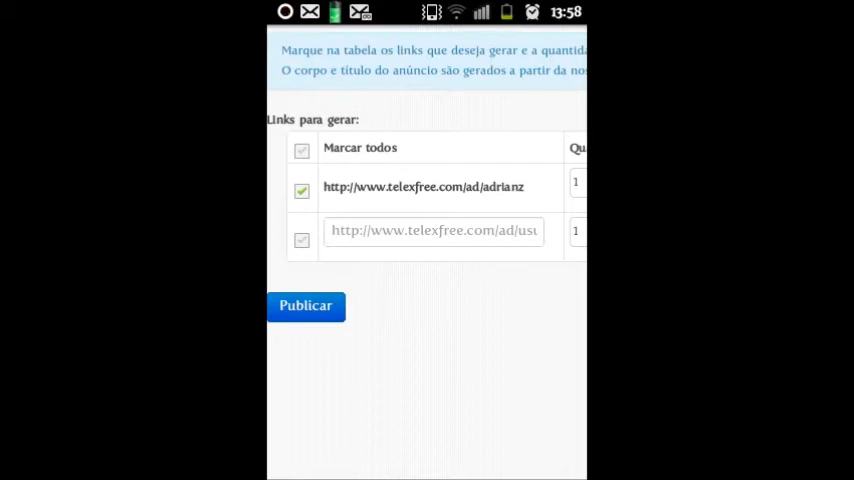 13:58
Marque na tabela os links que deseja gerar e a quantida
O corpo e título do anúncio são gerados a partir da nos
Links para gerar:
Marcar todos Qu
http://www.telexfree.com/ad/adrianz 1
http://www.telexfree.com/ad/usu 1
Publicar